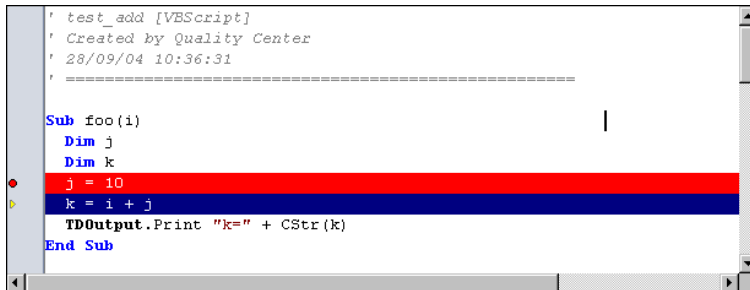 ' test_add [VBScript]
' Created by Quality Center
' 28/09/04 10:36:31
' ====================================================
Sub foo(i)
Dim j
Dim k
j = 10
k = i + j
TDOutput.Print "k=" + CStr(k)
End Sub